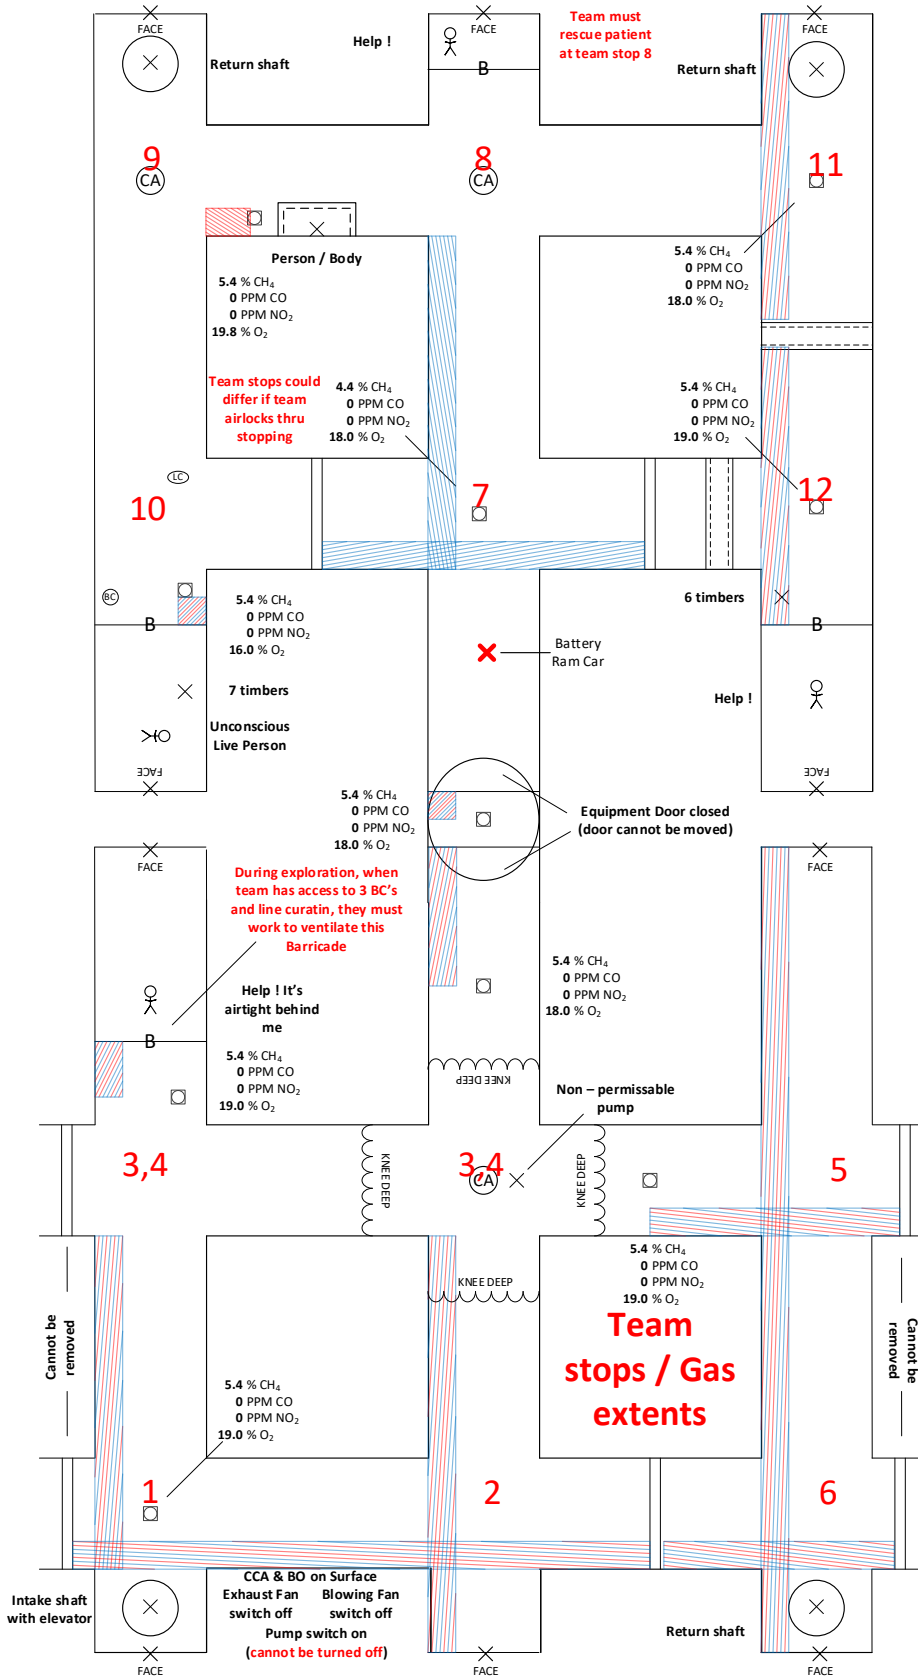 FACE
FACE
FACE
Help !
Team must
rescue patient
at team stop 8
Return shaft
B
Return shaft
9
8
11
CA
CA
Person / Body
5.4 % CH₄
0 PPM CO
0 PPM NO₂
19.8 % O₂
5.4 % CH₄
0 PPM CO
0 PPM NO₂
18.0 % O₂
Team stops could
differ if team
airlocks thru
stopping
4.4 % CH₄
0 PPM CO
0 PPM NO₂
18.0 % O₂
5.4 % CH₄
0 PPM CO
0 PPM NO₂
19.0 % O₂
LC
10
7
12
BC
B
5.4 % CH₄
0 PPM CO
0 PPM NO₂
16.0 % O₂
6 timbers
B
Battery
Ram Car
7 timbers
Help !
Unconscious
Live Person
FACE
FACE
5.4 % CH₄
0 PPM CO
0 PPM NO₂
18.0 % O₂
Equipment Door closed
(door cannot be moved)
FACE
FACE
During exploration, when
team has access to 3 BC's
and line curatin, they must
work to ventilate this
Barricade
5.4 % CH₄
0 PPM CO
0 PPM NO₂
18.0 % O₂
Help ! It's
airtight behind
me
B
5.4 % CH₄
0 PPM CO
0 PPM NO₂
19.0 % O₂
KNEE DEEP
Non – permissable
pump
3,4
KNEE DEEP
3,4
CA
KNEE DEEP
5
5.4 % CH₄
0 PPM CO
0 PPM NO₂
19.0 % O₂
KNEE DEEP
Cannot be
removed
Team
stops / Gas
extents
Cannot be
removed
5.4 % CH₄
0 PPM CO
0 PPM NO₂
19.0 % O₂
1
2
6
Intake shaft
with elevator
CCA & BO on Surface
Exhaust Fan
switch off
Blowing Fan
switch off
Pump switch on
(cannot be turned off)
Return shaft
FACE
FACE
FACE